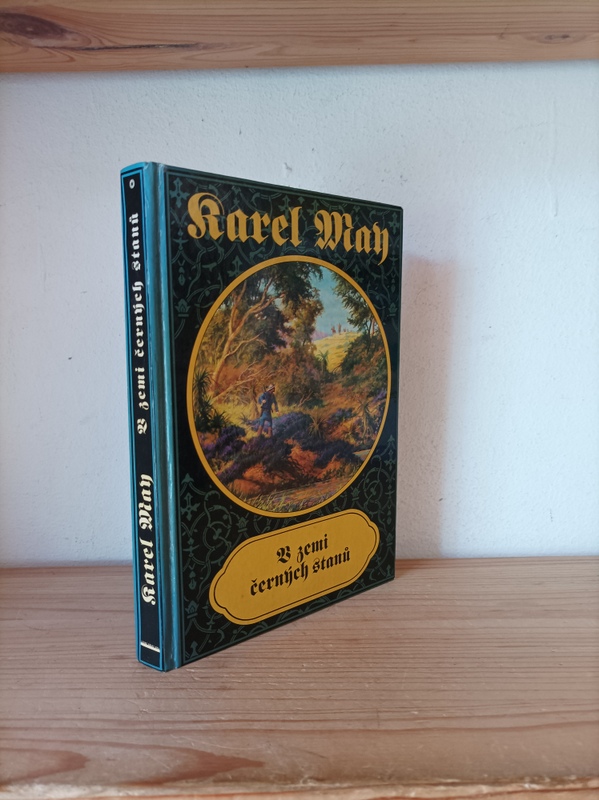 Karel May
V zemi
černých stanů
Karel May V zemi černých stanů